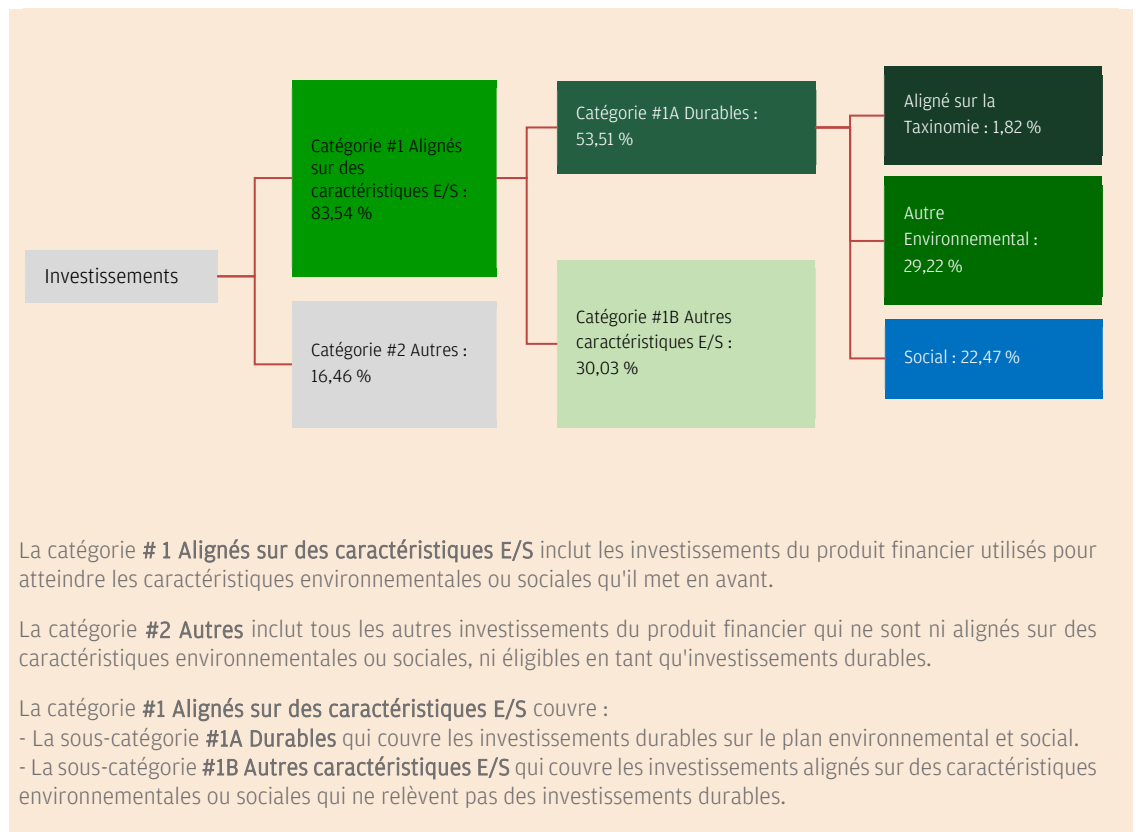 Investissements
Catégorie #1 Alignés
sur des
caractéristiques E/S :
83,54 %
Catégorie #2 Autres :
16,46 %
Catégorie #1A Durables :
53,51 %
Catégorie #1B Autres
caractéristiques E/S :
30,03 %
Aligné sur la
Taxinomie : 1,82 %
Autre
Environnemental :
29,22 %
Social : 22,47 %
La catégorie # 1 Alignés sur des caractéristiques E/S inclut les investissements du produit financier utilisés pour
atteindre les caractéristiques environnementales ou sociales qu'il met en avant.
La catégorie #2 Autres inclut tous les autres investissements du produit financier qui ne sont ni alignés sur des
caractéristiques environnementales ou sociales, ni éligibles en tant qu'investissements durables.
La catégorie #1 Alignés sur des caractéristiques E/S couvre :
- La sous-catégorie #1A Durables qui couvre les investissements durables sur le plan environnemental et social.
- La sous-catégorie #1B Autres caractéristiques E/S qui couvre les investissements alignés sur des caractéristiques
environnementales ou sociales qui ne relèvent pas des investissements durables.